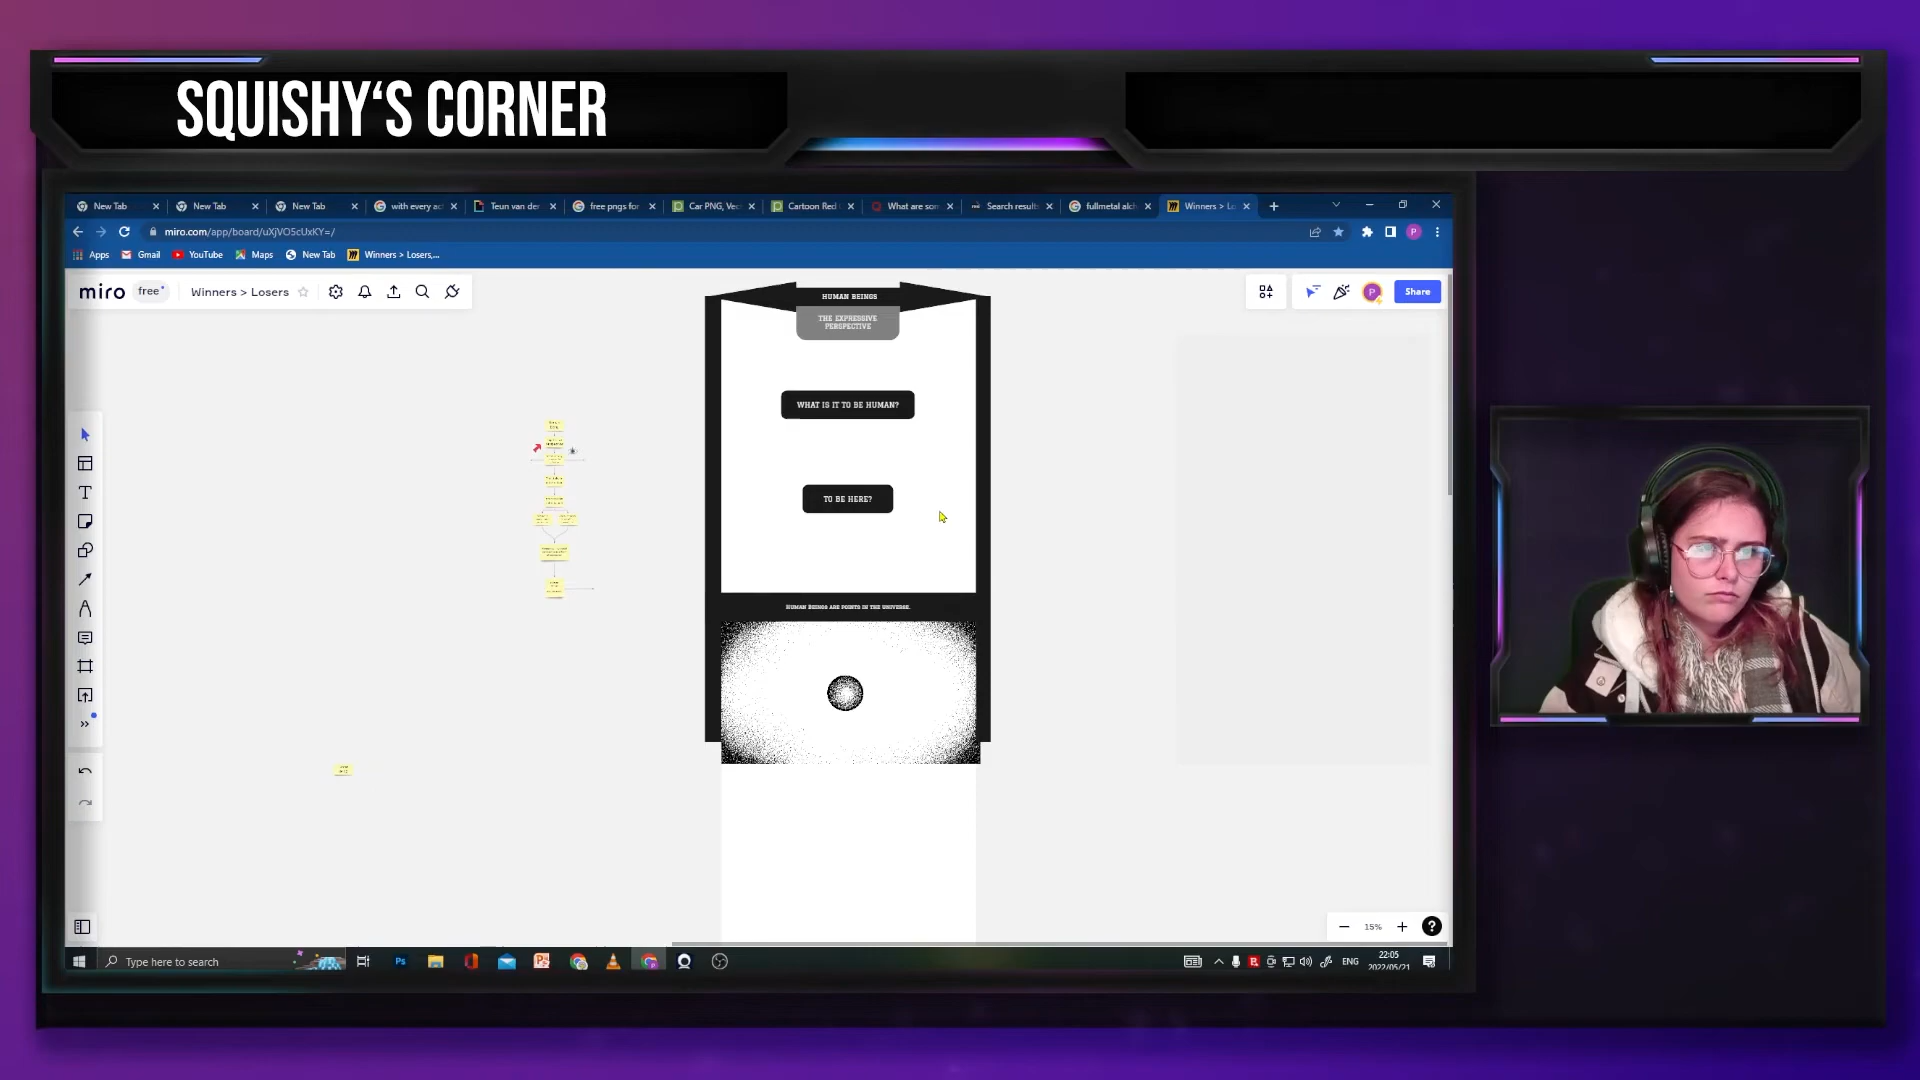 SQUISHY‘S CORNER
New Tab
New Tab
New Tab
with every ac
Teun van der
free pngs for
Car PNG, Vec
Cartoon Red
What are son
Search results
fullmetal alch
Winners > Lo
miro.com/app/board/uXjVO5cUxKY=/
Apps
Gmail
YouTube
Maps
New Tab
Winners > Losers,...
miro
free
Winners > Losers
P
Share
HUMAN BEINGS
THE EXPRESSIVE
PERSPECTIVE
WHAT IS IT TO BE HUMAN?
TO BE HERE?
HUMAN BEINGS ARE POINTS IN THE UNIVERSE.
15%
Type here to search
Ps
ENG
22:05
2022/05/21